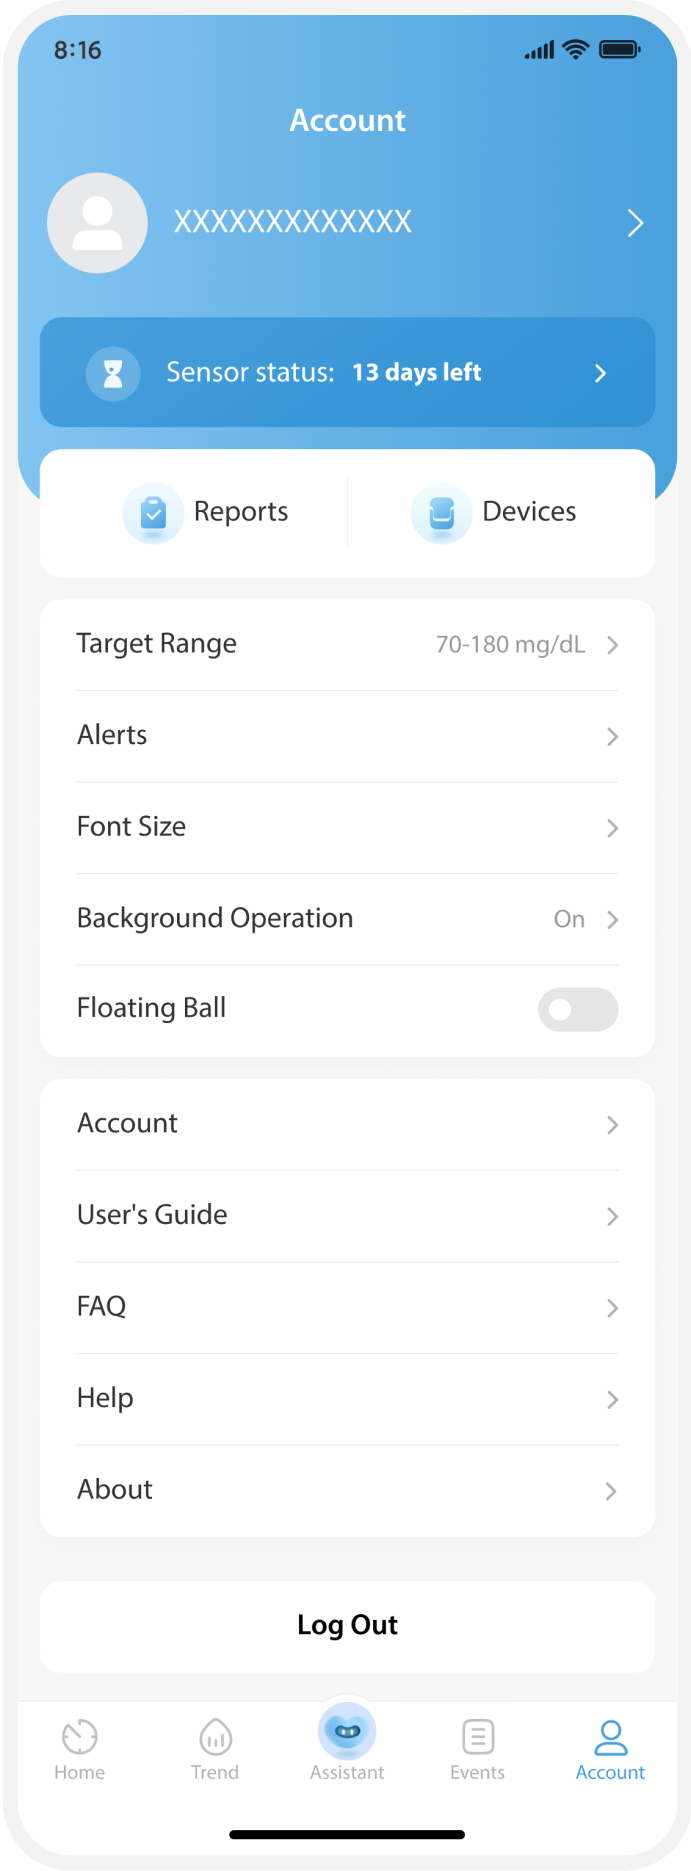 8:16
Account
XXXXXXXXXXXXX
Sensor status: 13 days left
Reports
Devices
Target Range 70-180 mg/dL
Alerts
Font Size
Background Operation On
Floating Ball
Account
User's Guide
FAQ
Help
About
Log Out
Home Trend Assistant Events Account